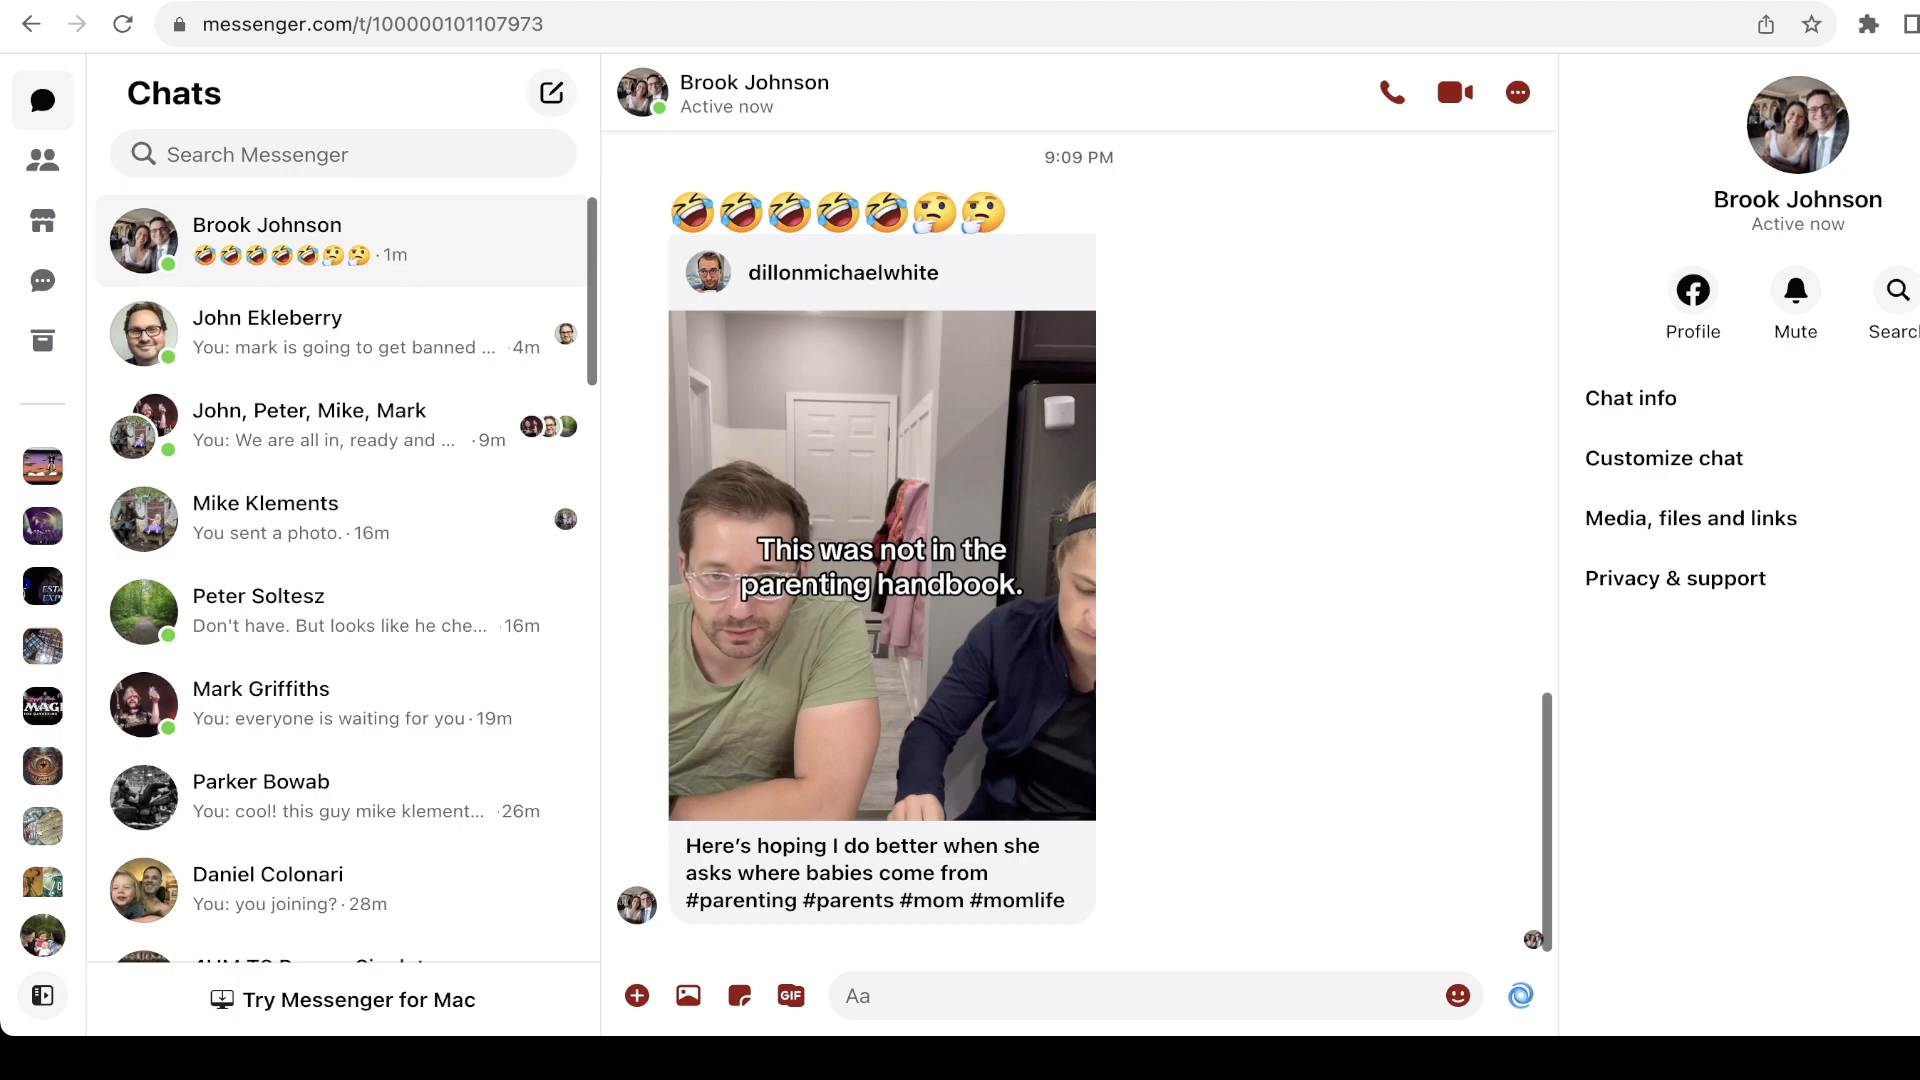 messenger.com/t/100000101107973
Chats
Search Messenger
Brook Johnson
🤣🤣🤣🤣🤣🤔🤔 · 1m
John Ekleberry
You: mark is going to get banned ... · 4m
John, Peter, Mike, Mark
You: We are all in, ready and ... · 9m
Mike Klements
You sent a photo. · 16m
Peter Soltesz
Don't have. But looks like he che... · 16m
Mark Griffiths
You: everyone is waiting for you · 19m
Parker Bowab
You: cool! this guy mike klement... · 26m
Daniel Colonari
You: you joining? · 28m
Try Messenger for Mac
Brook Johnson
Active now
9:09 PM
🤣🤣🤣🤣🤣🤔🤔
dillonmichaelwhite
This was not in the
parenting handbook.
Here's hoping I do better when she
asks where babies come from
#parenting #parents #mom #momlife
GIF
Aa
Brook Johnson
Active now
Profile
Mute
Search
Chat info
Customize chat
Media, files and links
Privacy & support